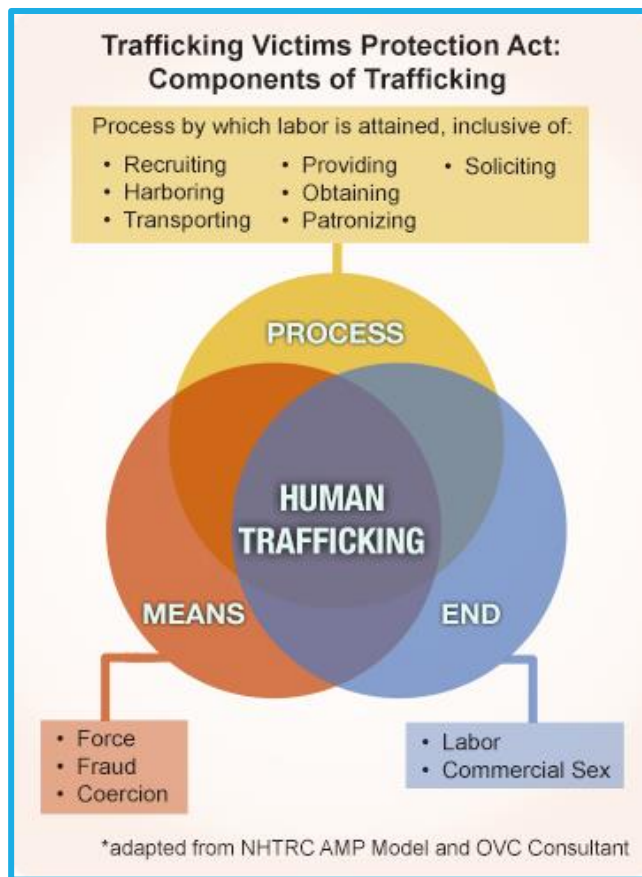 Trafficking Victims Protection Act:
Components of Trafficking
Process by which labor is attained, inclusive of:
• Recruiting
• Harboring
• Transporting
• Providing
• Obtaining
• Patronizing
• Soliciting
PROCESS
HUMAN
TRAFFICKING
MEANS
END
• Force
• Fraud
• Coercion
• Labor
• Commercial Sex
*adapted from NHTRC AMP Model and OVC Consultant